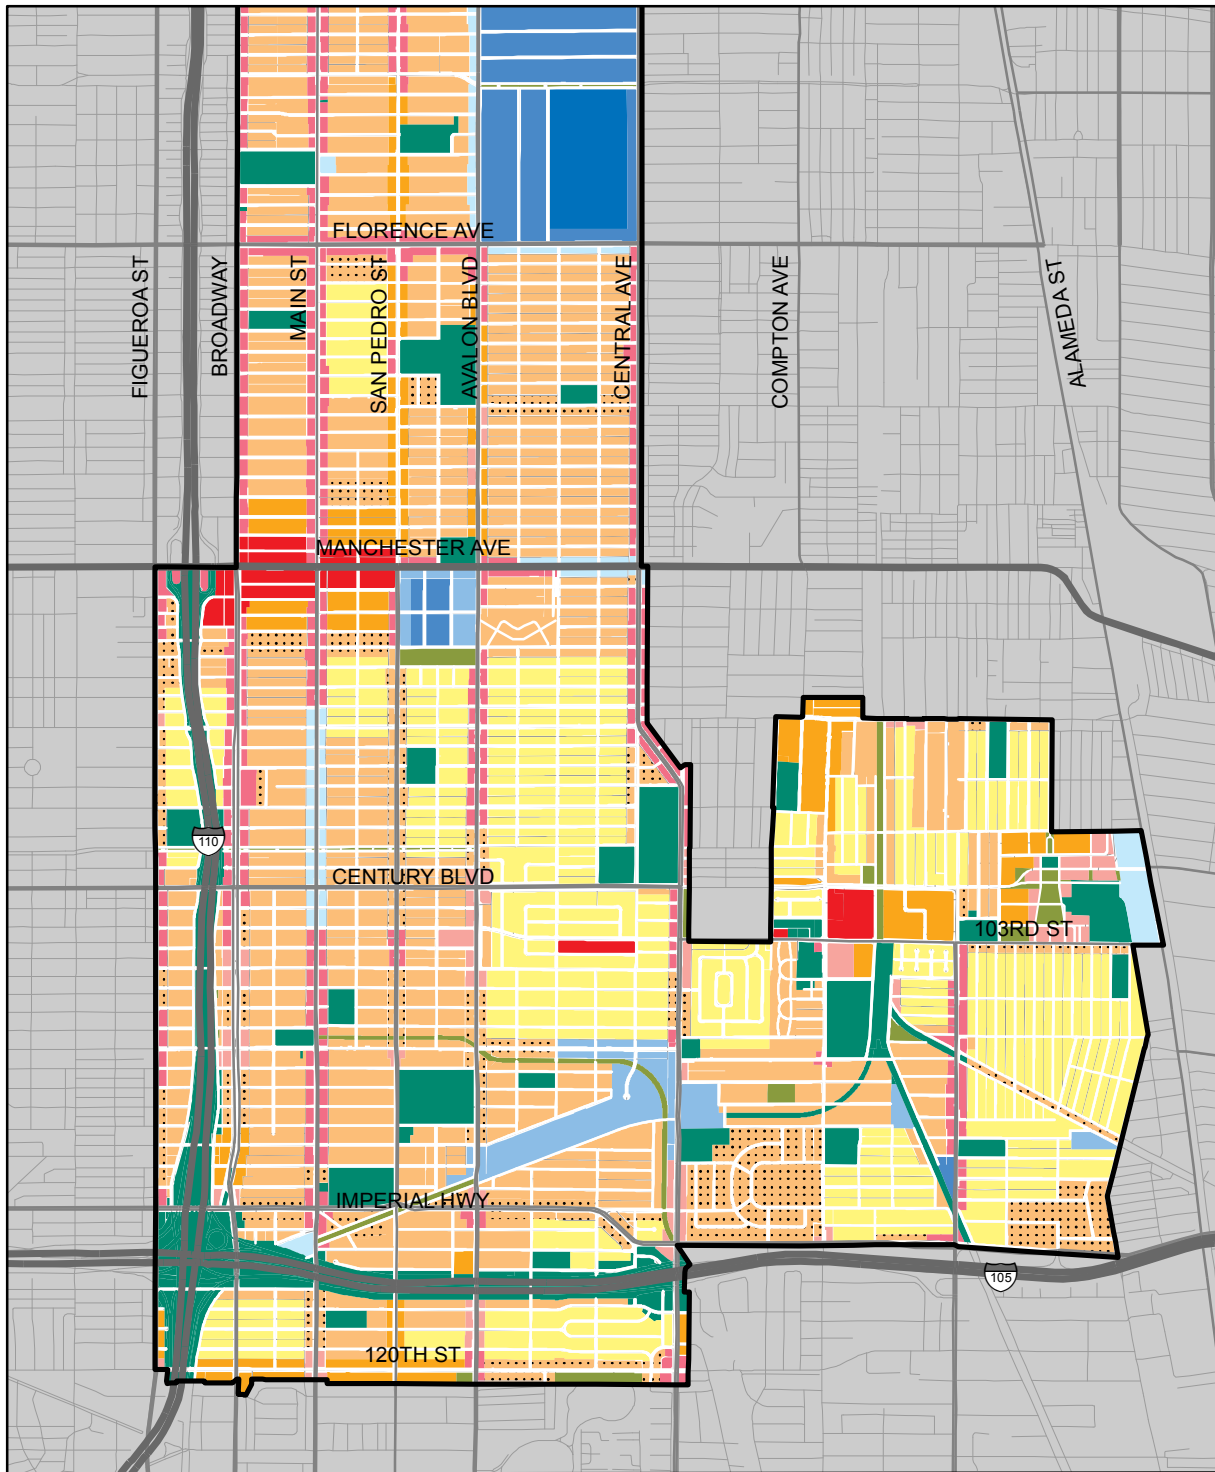 FLORENCE AVE
FIGUEROA ST
BROADWAY
MAIN ST
SAN PEDRO ST
AVALON BLVD
CENTRAL AVE
COMPTON AVE
ALAMEDA ST
MANCHESTER AVE
110
CENTURY BLVD
103RD ST
IMPERIAL HWY
105
120TH ST